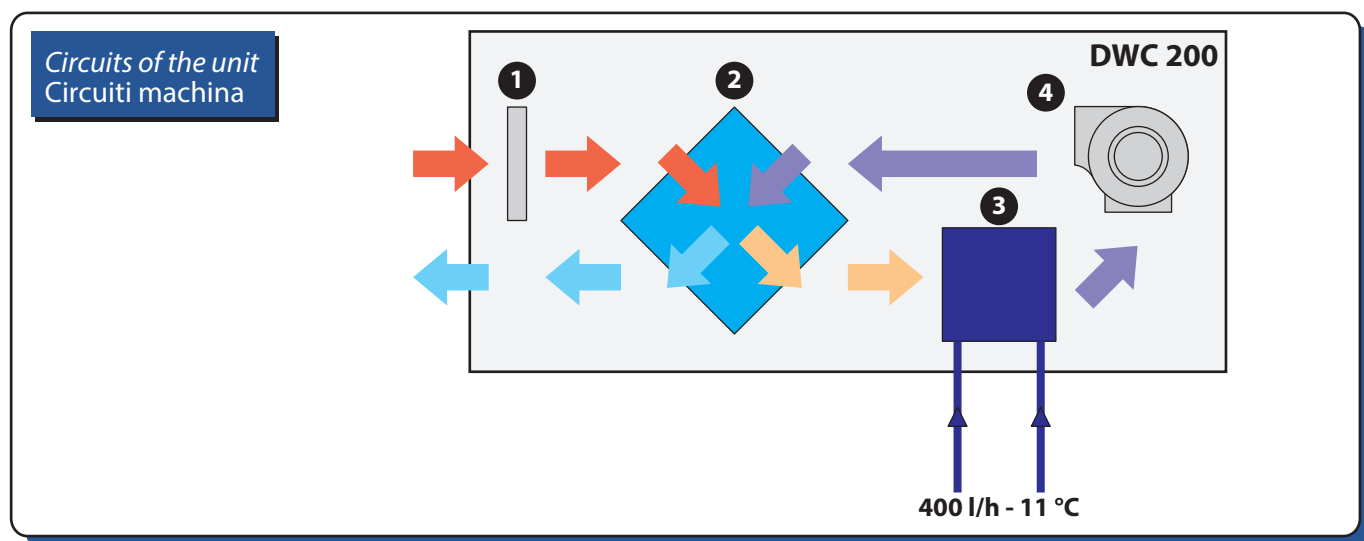 Circuits of the unit
Circuiti machina
DWC 200
1
2
4
3
400 l/h - 11 °C